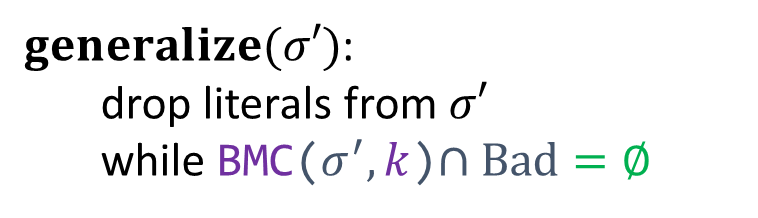 generalize(σ′):
drop literals from σ′
while BMC(σ′, k)∩ Bad = ∅